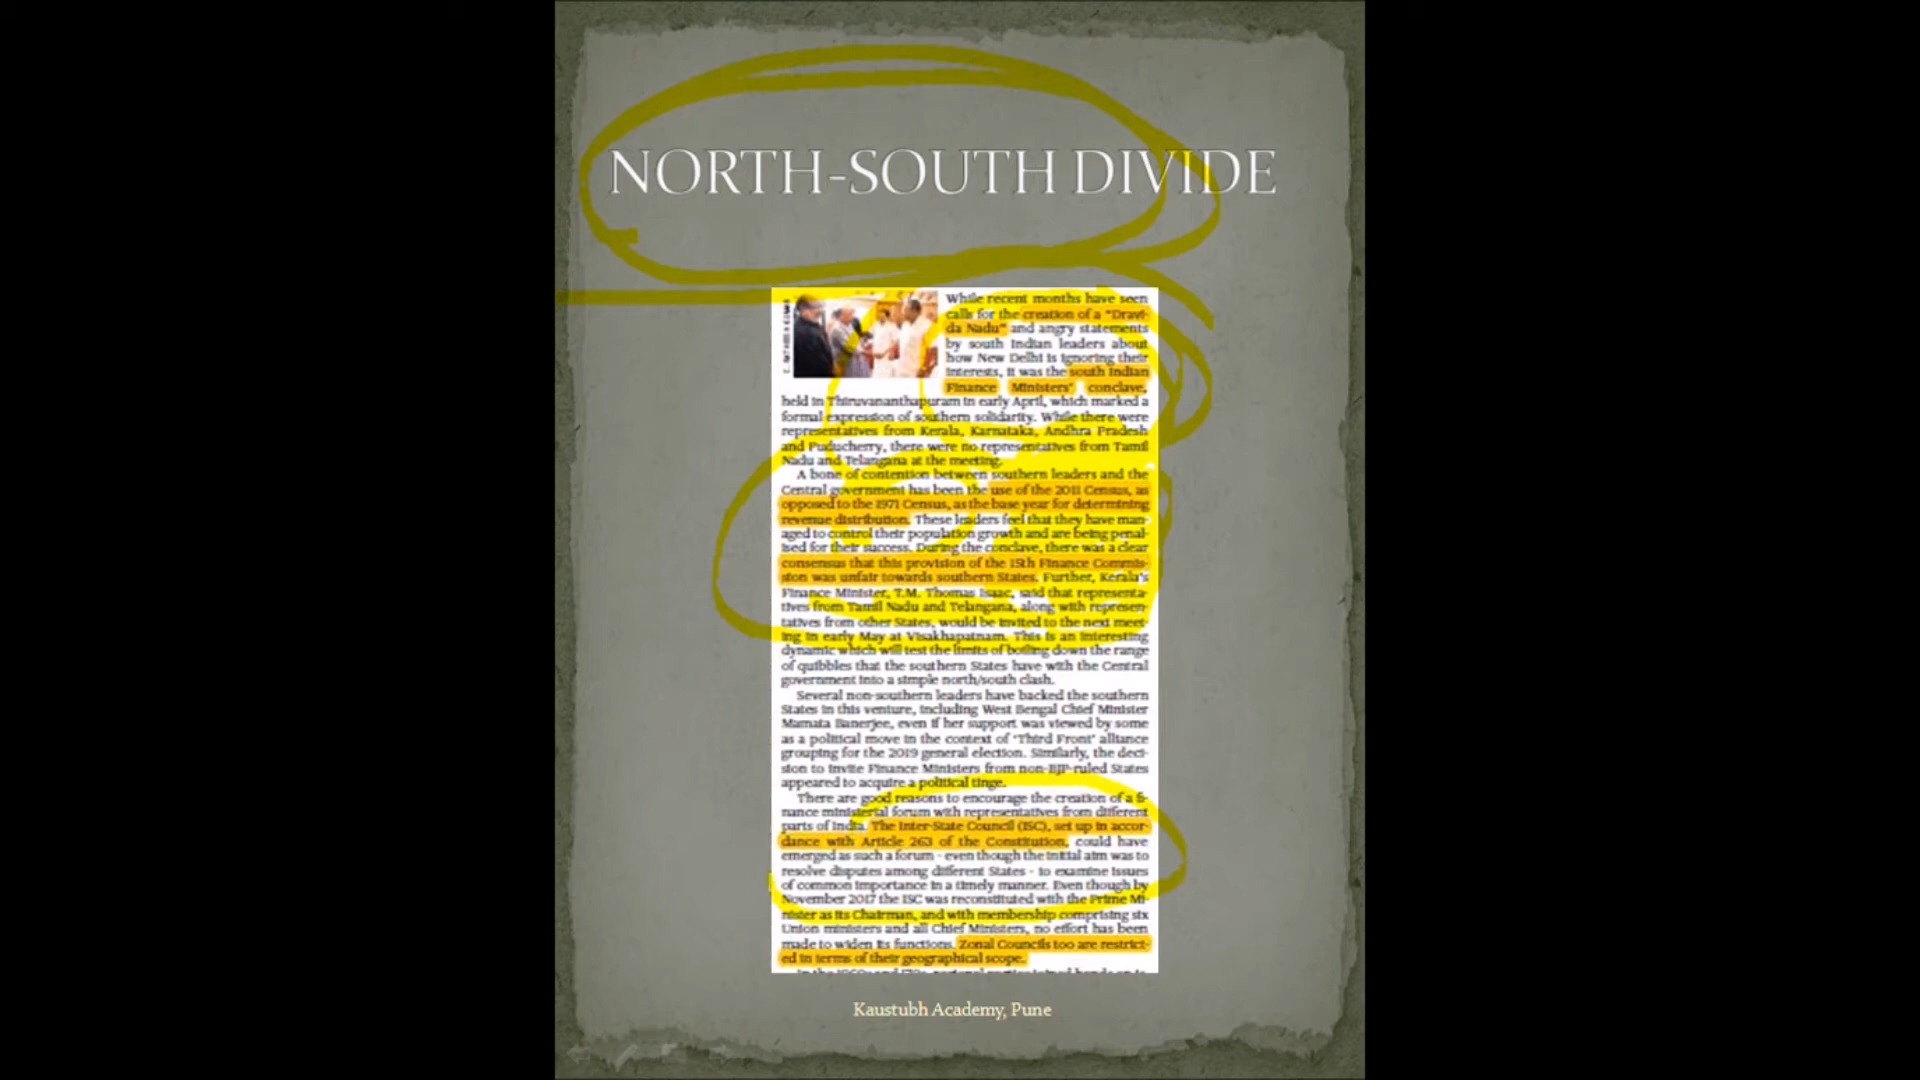 NORTH-SOUTH DIVIDE
While recent months have seen
calls for the creation of a "Dravi-
da Nadu" and angry statements
by south Indian leaders about
how New Delhi is ignoring their
interests, it was the south Indian
Finance Ministers' conclave,
held in Thiruvananthapuram in early April, which marked a
formal expression of southern solidarity. While there were
representatives from Kerala, Karnataka, Andhra Pradesh
and Puducherry, there were no representatives from Tamil
Nadu and Telangana at the meeting.
A bone of contention between southern leaders and the
Central government has been the use of the 2011 Census, as
opposed to the 1971 Census, as the base year for determining
revenue distribution. These leaders feel that they have man-
aged to control their population growth and are being penal-
ised for their success. During the conclave, there was a clear
consensus that this provision of the 15th Finance Commis-
sion was unfair towards southern States. Further, Kerala's
Finance Minister, T.M. Thomas Isaac, said that representa-
tives from Tamil Nadu and Telangana, along with represen-
tatives from other States, would be invited to the next meet-
ing in early May at Visakhapatnam. This is an interesting
dynamic which will test the limits of boiling down the range
of quibbles that the southern States have with the Central
government into a simple north/south clash.
Several non-southern leaders have backed the southern
States in this venture, including West Bengal Chief Minister
Mamata Banerjee, even if her support was viewed by some
as a political move in the context of 'Third Front' alliance
grouping for the 2019 general election. Similarly, the deci-
sion to invite Finance Ministers from non-BJP-ruled States
appeared to acquire a political tinge.
There are good reasons to encourage the creation of a fi-
nance ministerial forum with representatives from different
parts of India. The Inter-State Council (ISC), set up in accor-
dance with Article 263 of the Constitution, could have
emerged as such a forum - even though the initial aim was to
resolve disputes among different States - to examine issues
of common importance in a timely manner. Even though by
November 2017 the ISC was reconstituted with the Prime Mi-
nister as its Chairman, and with membership comprising six
Union ministers and all Chief Ministers, no effort has been
made to widen its functions. Zonal Councils too are restrict-
ed in terms of their geographical scope.
Kaustubh Academy, Pune